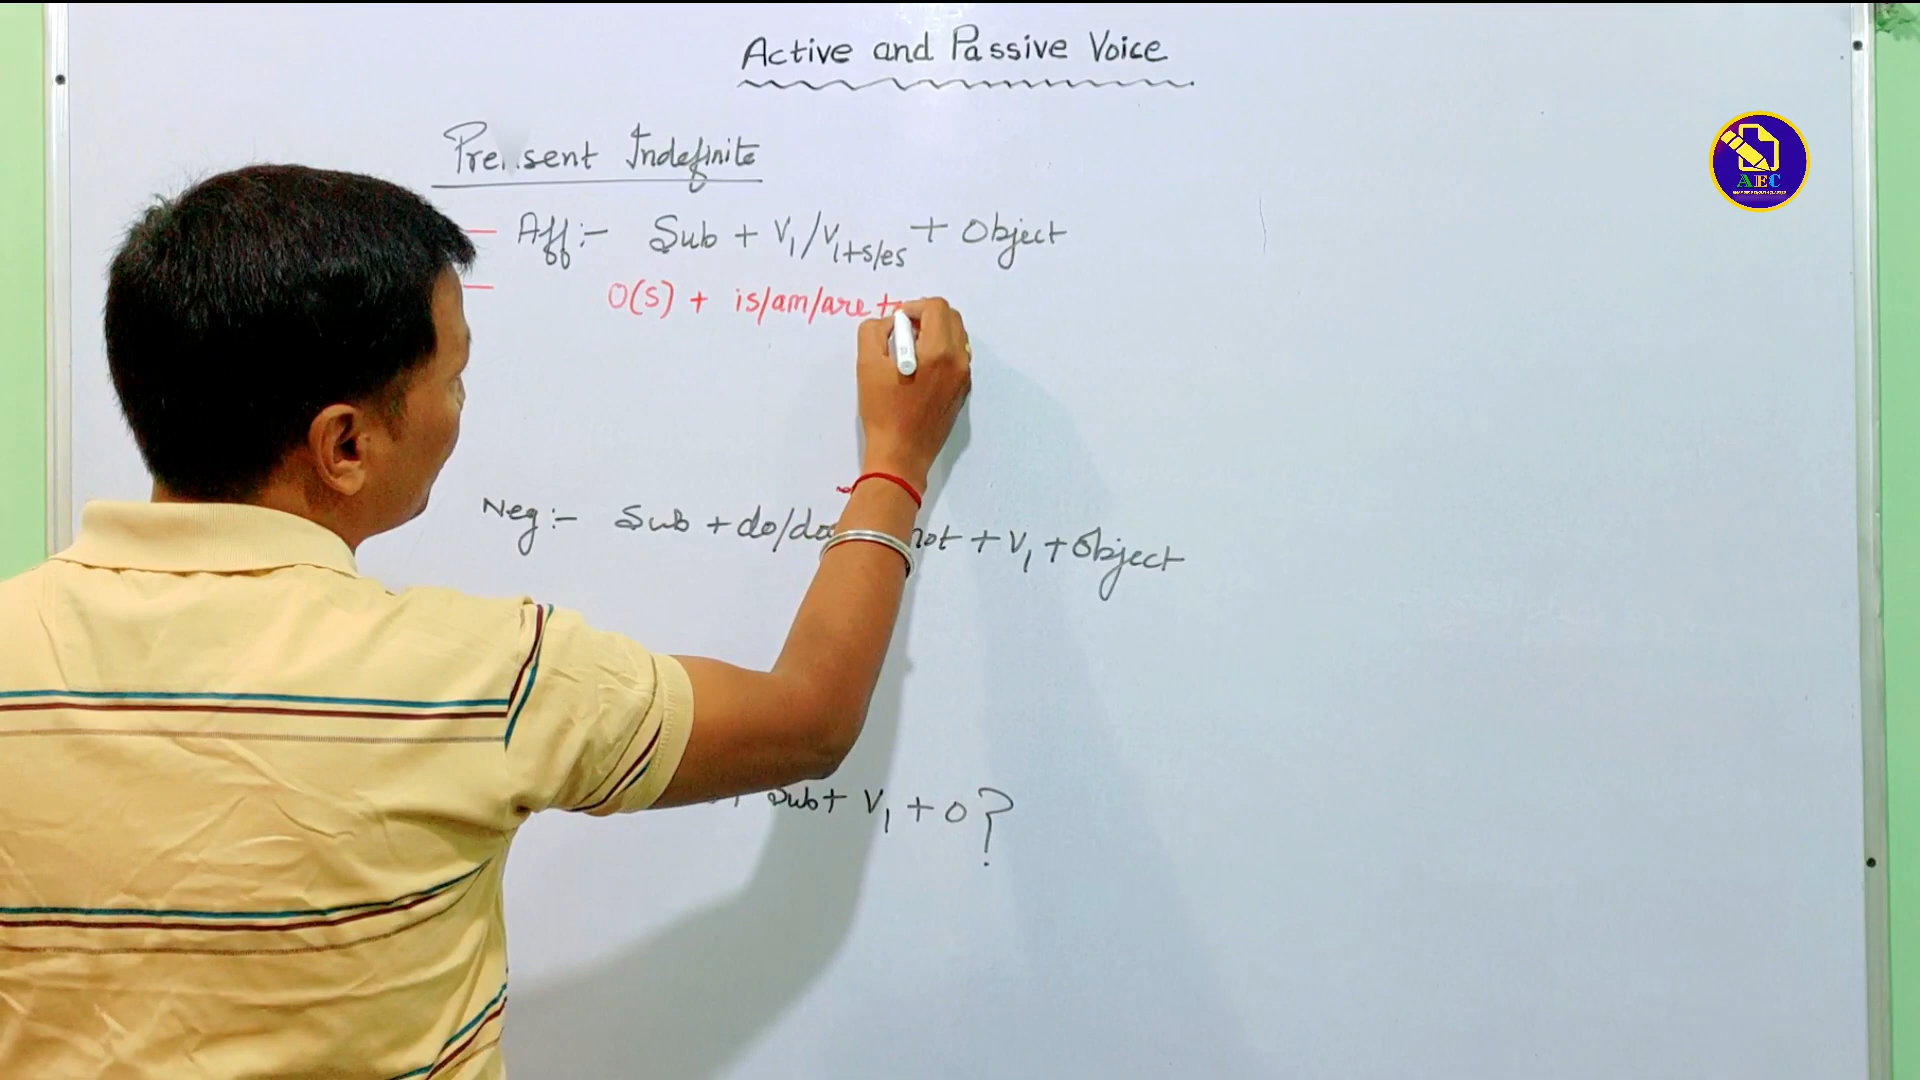 Active and Passive Voice
Present Indefinite
Aff:- Sub + V1/V1+s/es + Object
O(S) + is/am/are +
Neg:- Sub + do/do not + V1 + Object
Sub + V1 + O?
AEC